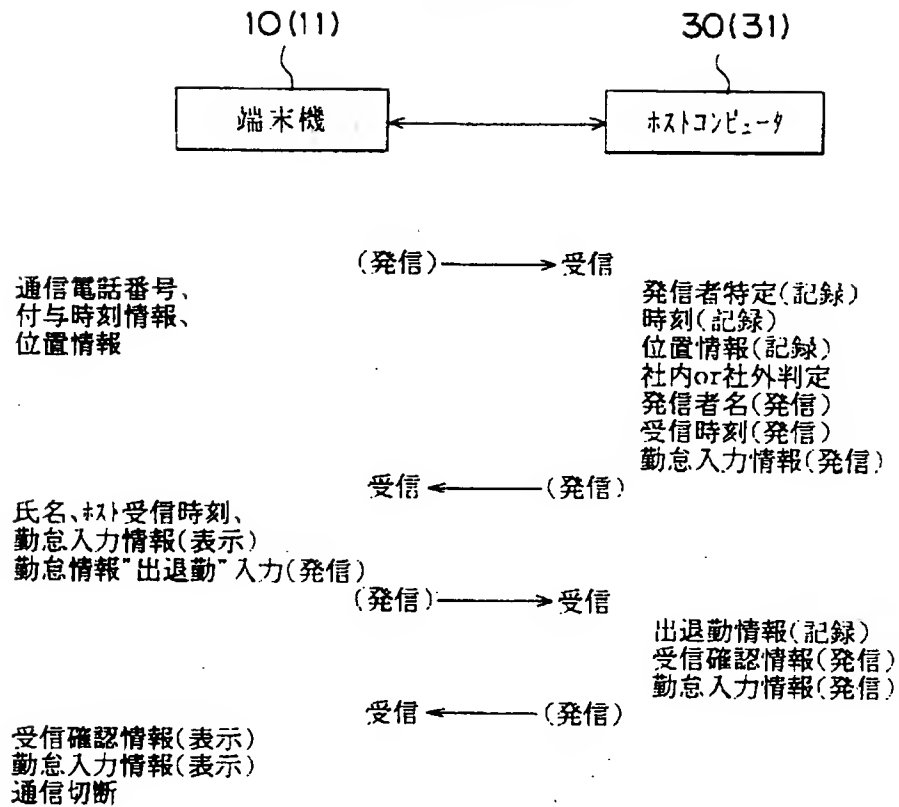 10(11)
30(31)
端末機
ホストコンピュータ
(発信)
受信
通信電話番号、
付与時刻情報、
位置情報
発信者特定(記録)
時刻(記録)
位置情報(記録)
社内or社外判定
発信者名(発信)
受信時刻(発信)
勤怠入力情報(発信)
受信
(発信)
氏名、ホスト受信時刻、
勤怠入力情報(表示)
勤怠情報"出退勤"入力(発信)
(発信)
受信
出退勤情報(記録)
受信確認情報(発信)
勤怠入力情報(発信)
受信
(発信)
受信確認情報(表示)
勤怠入力情報(表示)
通信切断